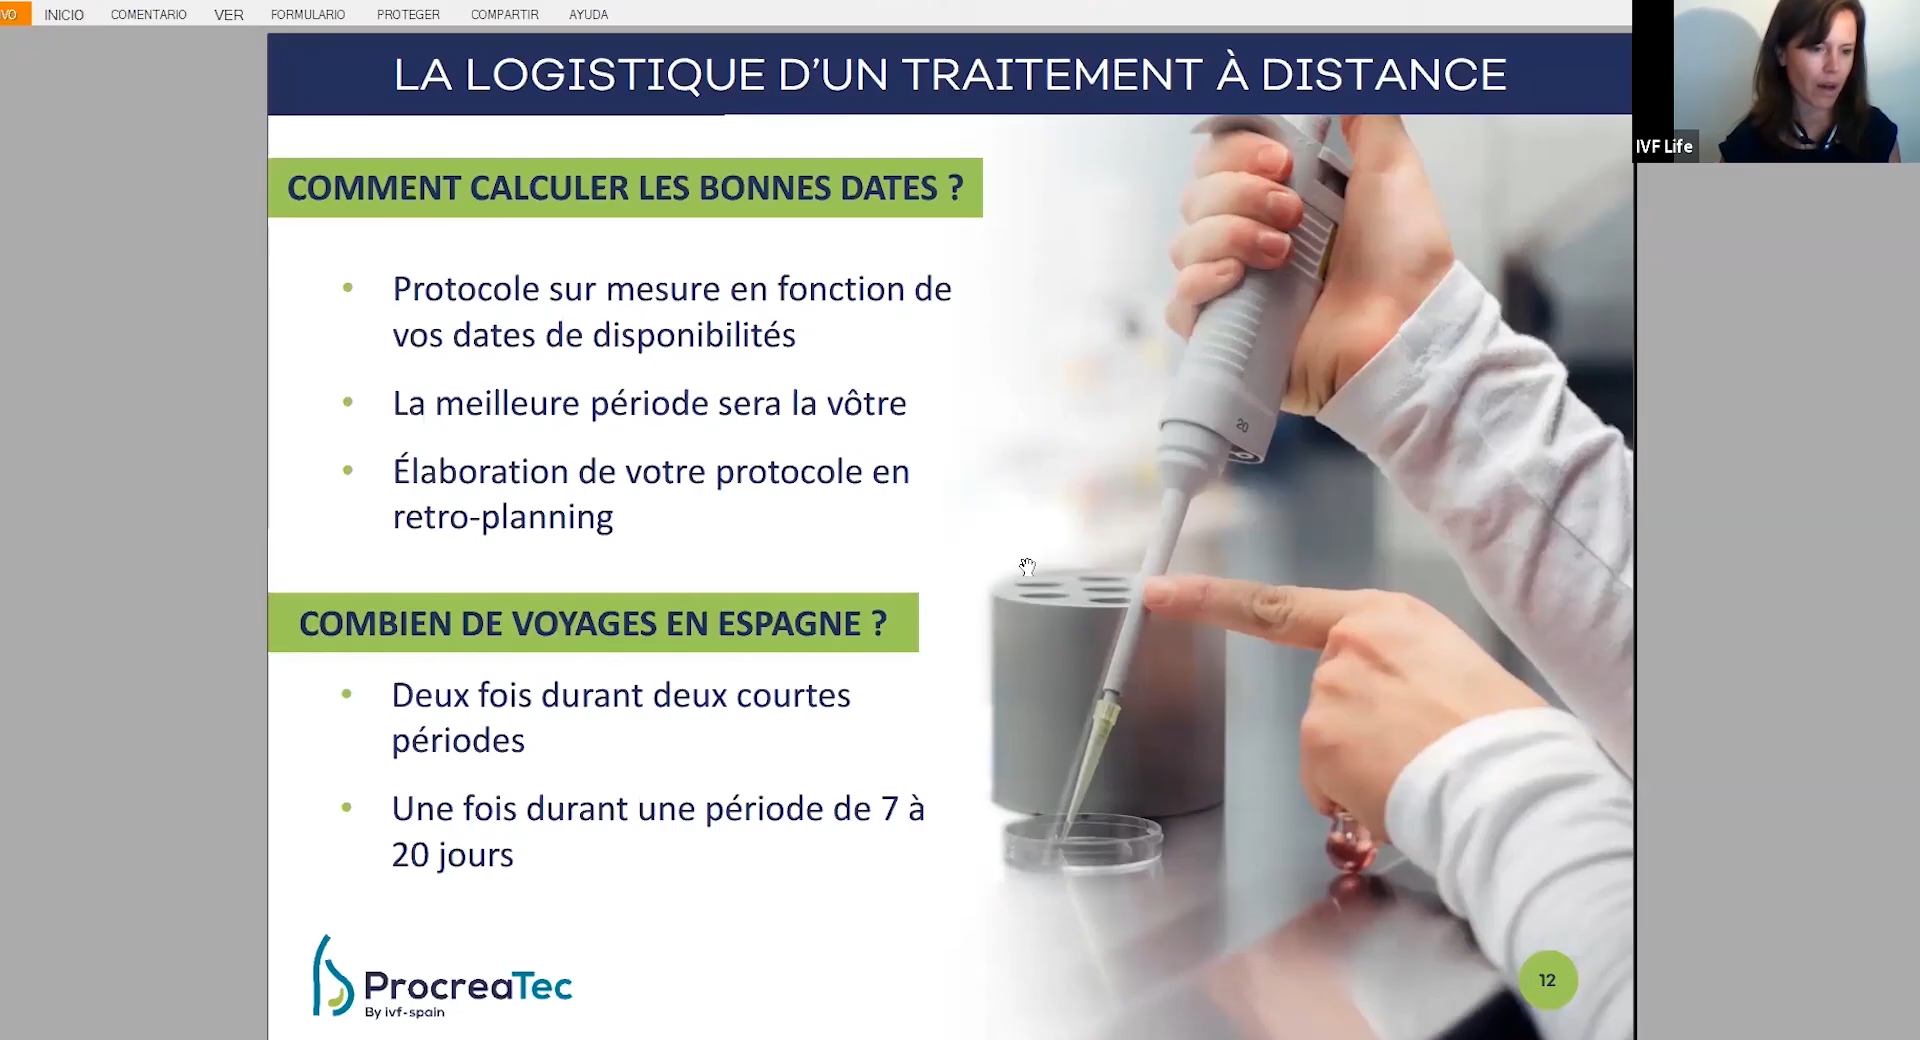 VO INICIO COMENTARIO VER FORMULARIO PROTEGER COMPARTIR AYUDA
LA LOGISTIQUE D’UN TRAITEMENT À DISTANCE
IVF Life
COMMENT CALCULER LES BONNES DATES ?
• Protocole sur mesure en fonction de
vos dates de disponibilités
• La meilleure période sera la vôtre
• Élaboration de votre protocole en
retro-planning
20
COMBIEN DE VOYAGES EN ESPAGNE ?
• Deux fois durant deux courtes
périodes
• Une fois durant une période de 7 à
20 jours
ProcreaTec
By ivf-spain
12